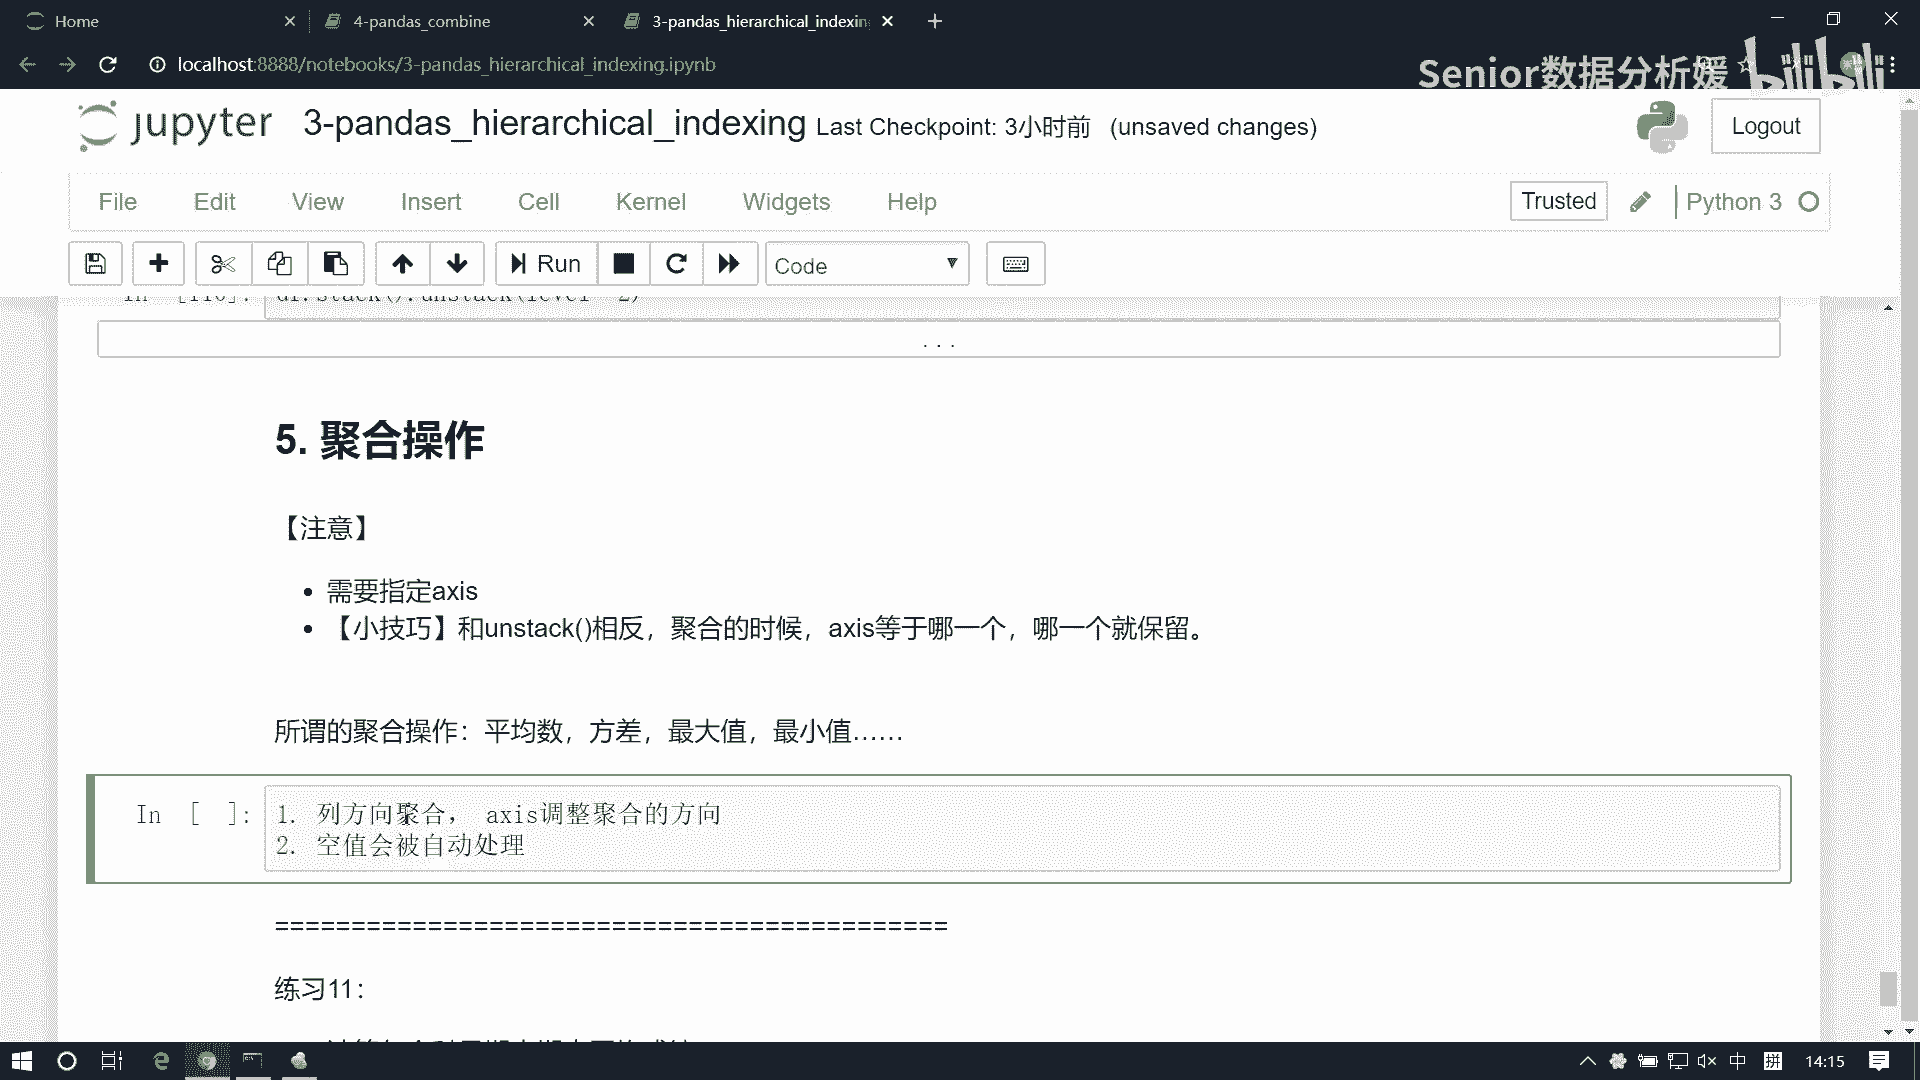 Home
4-pandas_combine
3-pandas_hierarchical_indexin
localhost:8888/notebooks/3-pandas_hierarchical_indexing.ipynb
Senior数据分析媛 bilibili
jupyter 3-pandas_hierarchical_indexing Last Checkpoint: 3小时前 (unsaved changes)
Logout
File Edit View Insert Cell Kernel Widgets Help
Trusted
Python 3
Run
Code
...
5. 聚合操作
【注意】
需要指定axis
【小技巧】和unstack()相反，聚合的时候，axis等于哪一个，哪一个就保留。
所谓的聚合操作：平均数，方差，最大值，最小值……
In [ ]:
1. 列方向聚合， axis调整聚合的方向
2. 空值会被自动处理
============================================
练习11：
中
拼
14:15